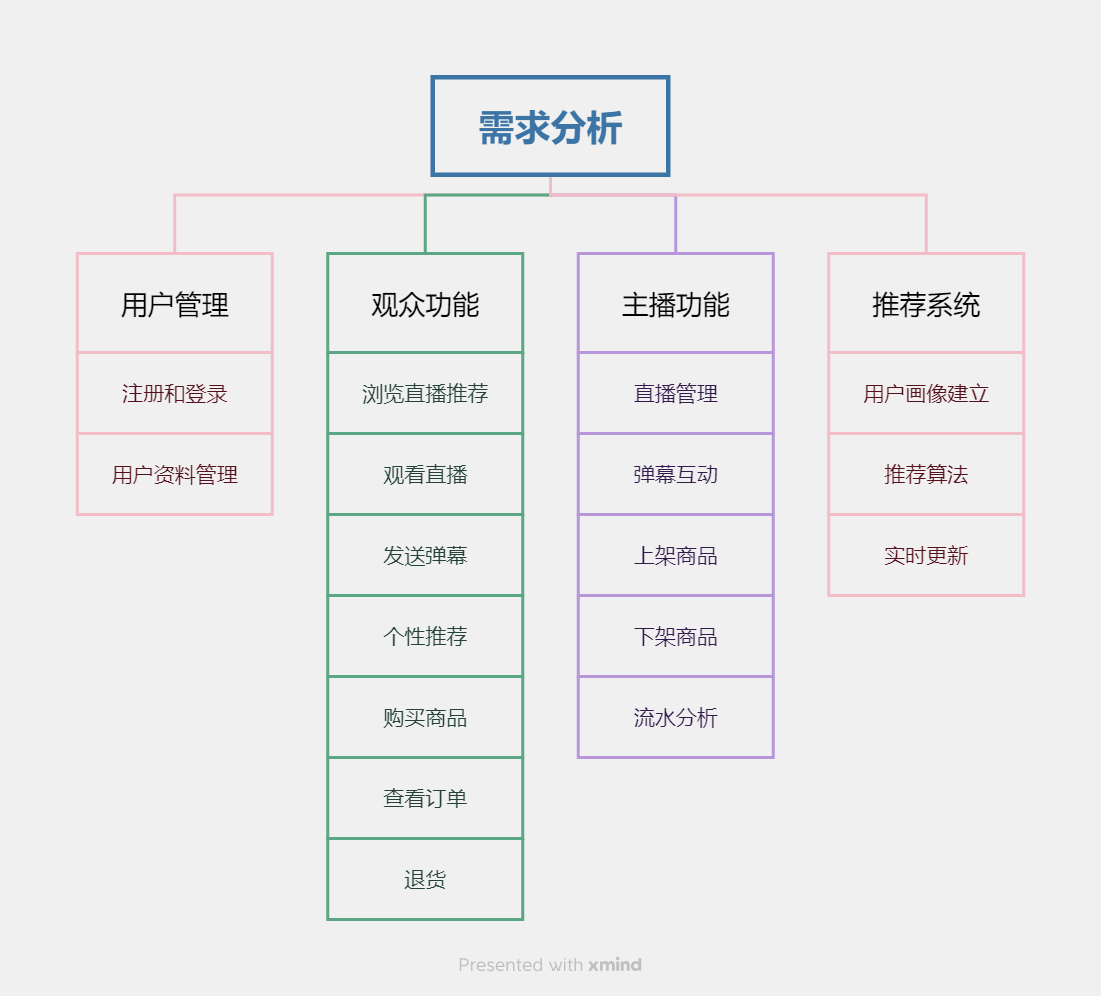 需求分析
用户管理
注册和登录
用户资料管理
观众功能
浏览直播推荐
观看直播
发送弹幕
个性推荐
购买商品
查看订单
退货
主播功能
直播管理
弹幕互动
上架商品
下架商品
流水分析
推荐系统
用户画像建立
推荐算法
实时更新
Presented with xmind